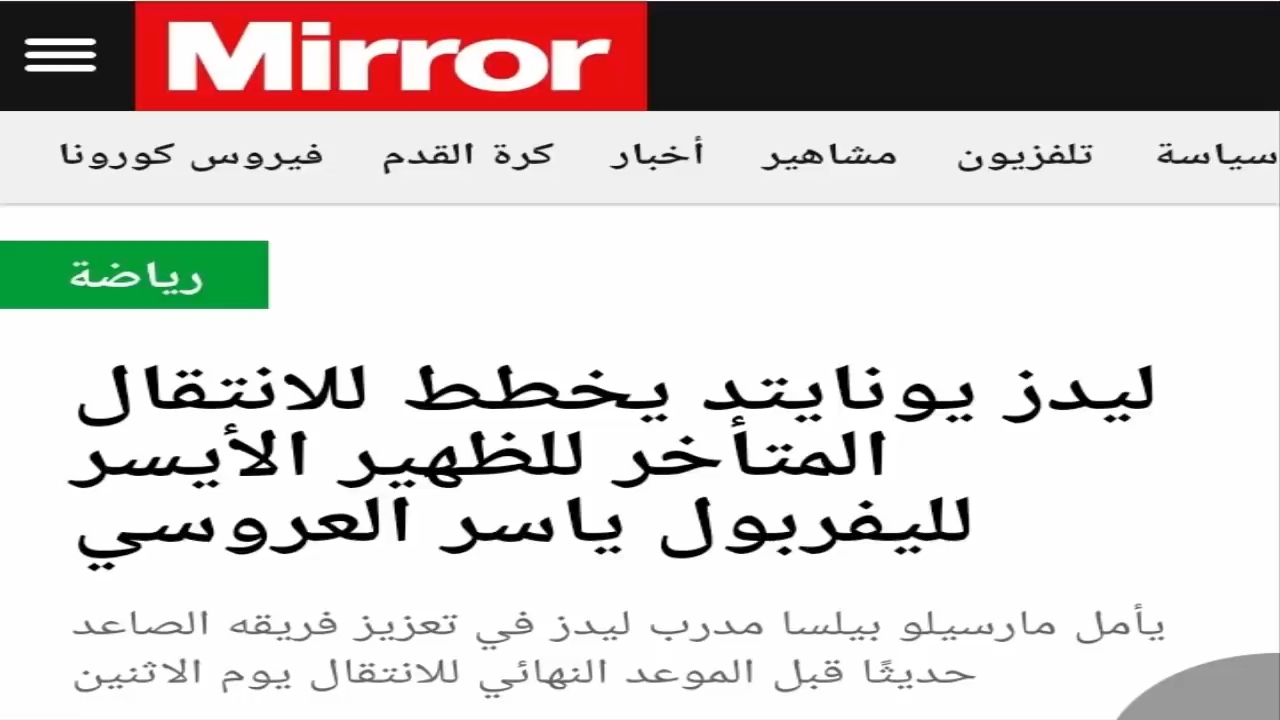 Mirror
فيروس كورونا كرة القدم أخبار مشاهير تلفزيون سياسة
رياضة
ليدز يونايتد يخطط للانتقال
المتأخر للظهير الأيسر
لليفربول ياسر العروسي
يأمل مارسيلو بيلسا مدرب ليدز في تعزيز فريقه الصاعد
حديثًا قبل الموعد النهائي للانتقال يوم الاثنين